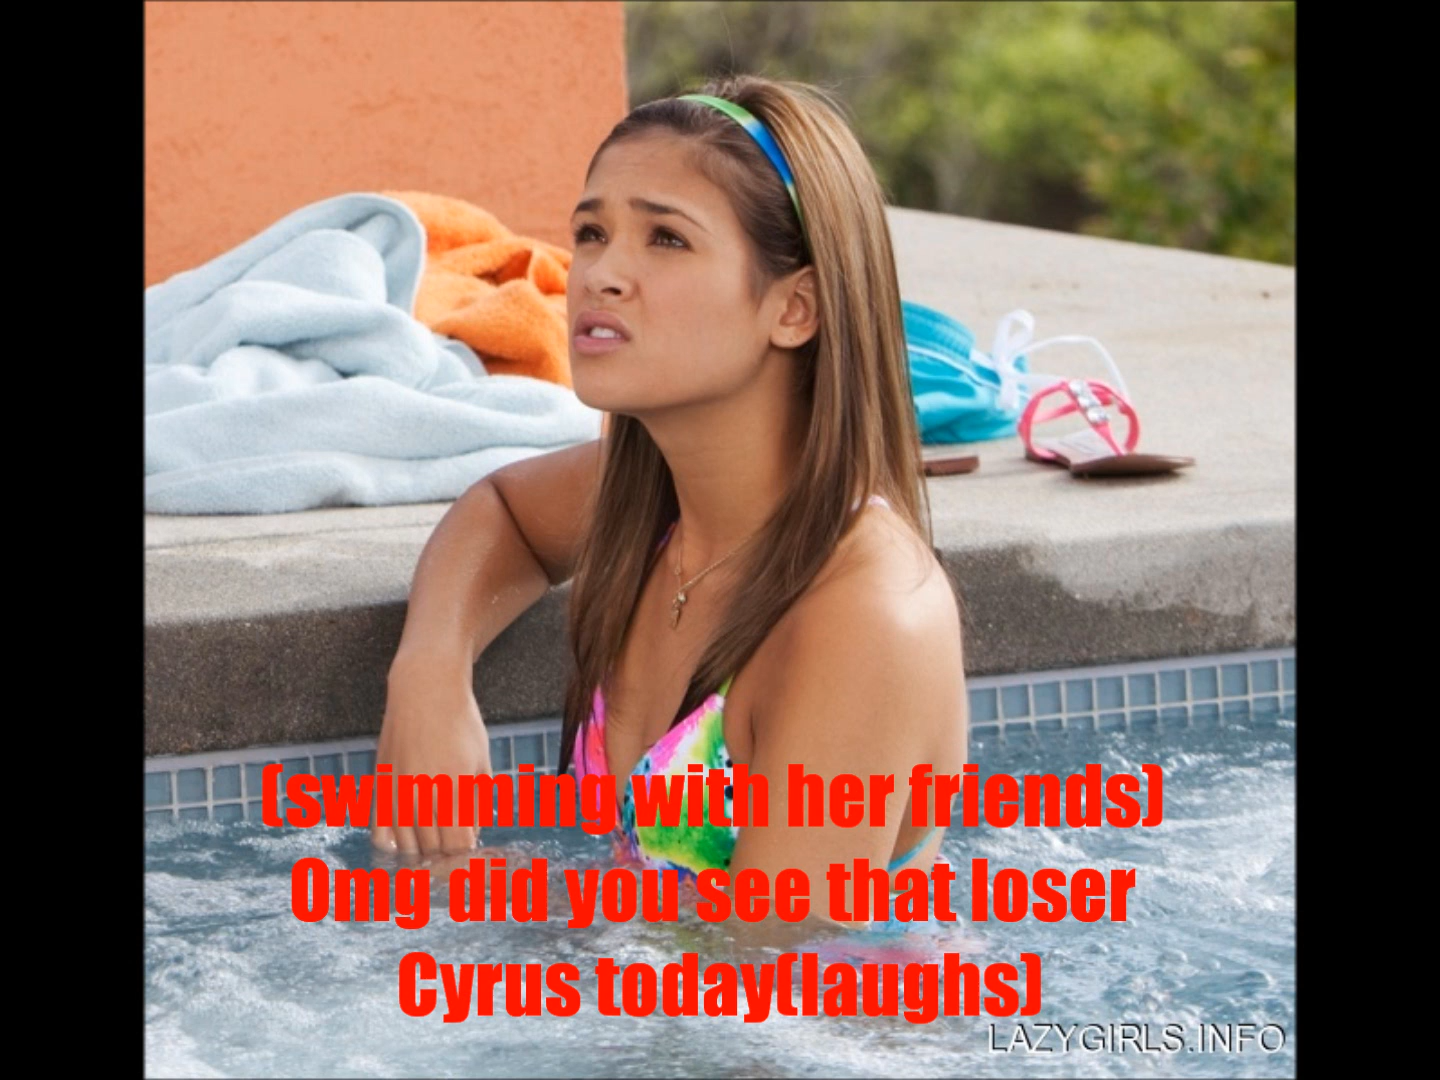 (swimming with her friends)
Omg did you see that loser
Cyrus today(laughs)
LAZYGIRLS.INFO